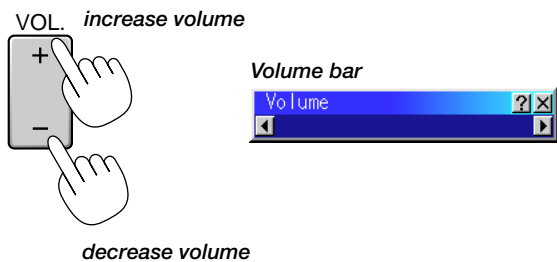 VOL.
increase volume
+
−
decrease volume
Volume bar
Volume ? X